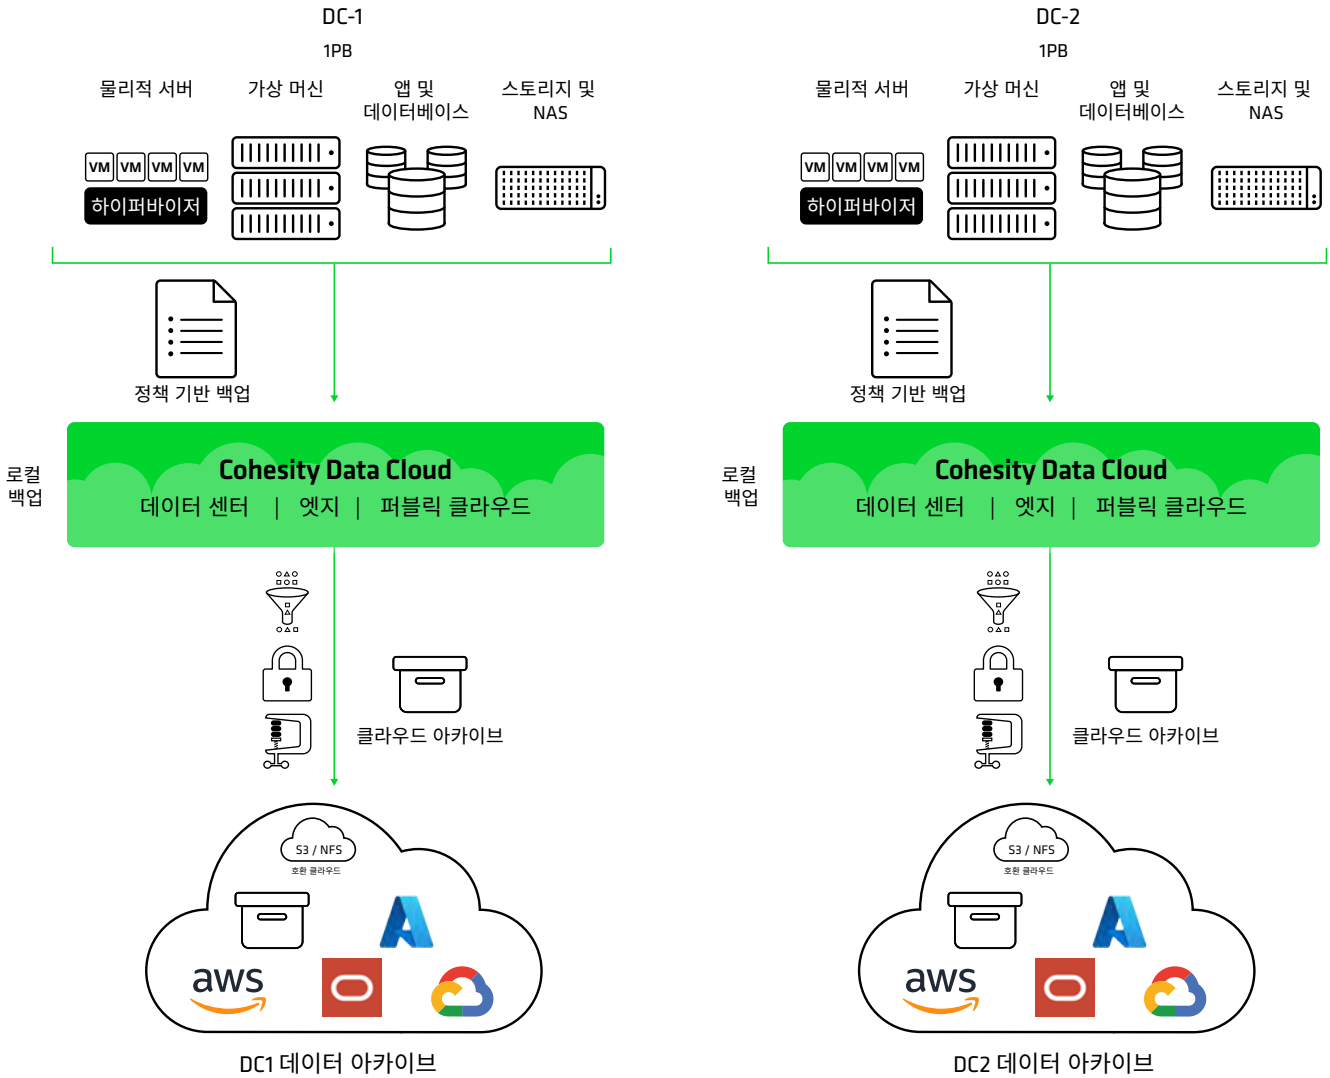 DC-1
1PB
물리적 서버
가상 머신
앱 및
데이터베이스
스토리지 및
NAS
VM VM VM VM
하이퍼바이저
정책 기반 백업
로컬
백업
Cohesity Data Cloud
데이터 센터 | 엣지 | 퍼블릭 클라우드
클라우드 아카이브
S3 / NFS
호환 클라우드
aws
DC1 데이터 아카이브
DC-2
1PB
물리적 서버
가상 머신
앱 및
데이터베이스
스토리지 및
NAS
VM VM VM VM
하이퍼바이저
정책 기반 백업
로컬
백업
Cohesity Data Cloud
데이터 센터 | 엣지 | 퍼블릭 클라우드
클라우드 아카이브
S3 / NFS
호환 클라우드
aws
DC2 데이터 아카이브